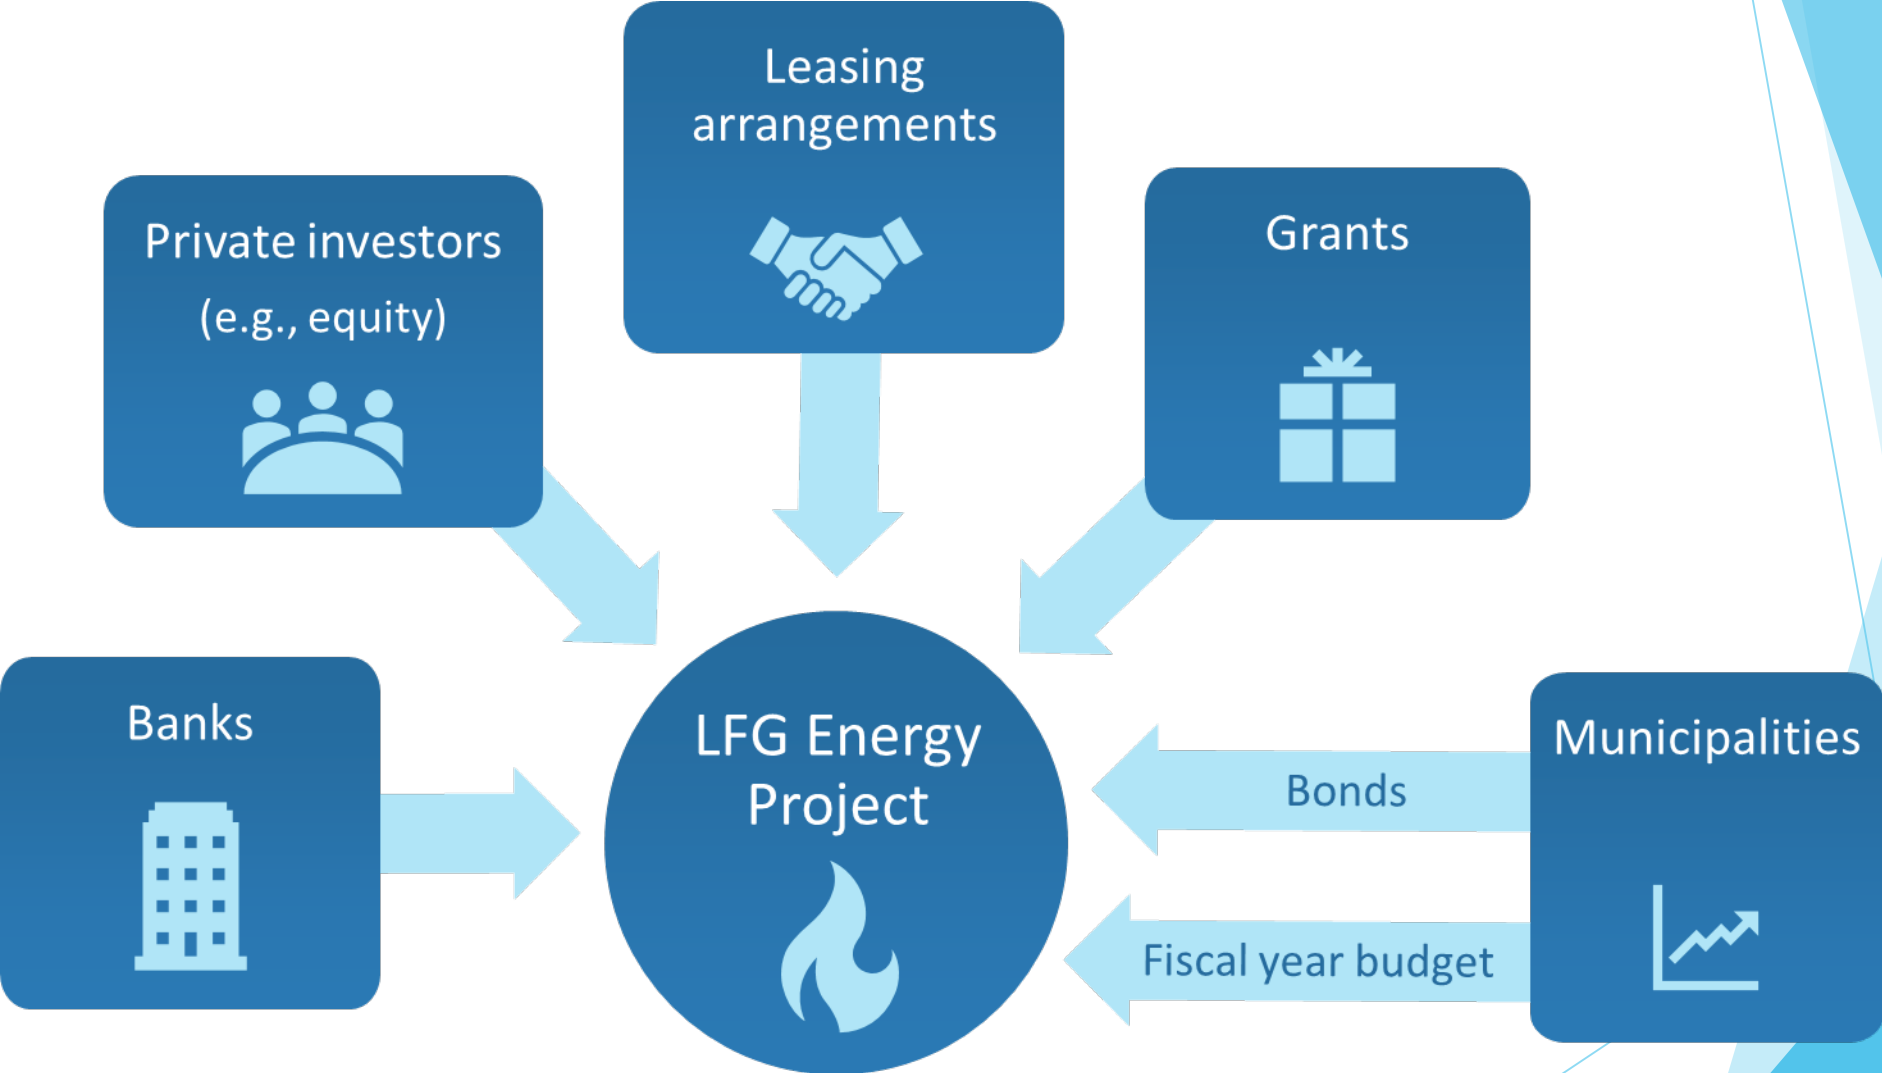 Leasing
arrangements
Private investors
(e.g., equity)
Grants
Banks
LFG Energy
Project
Municipalities
Bonds
Fiscal year budget